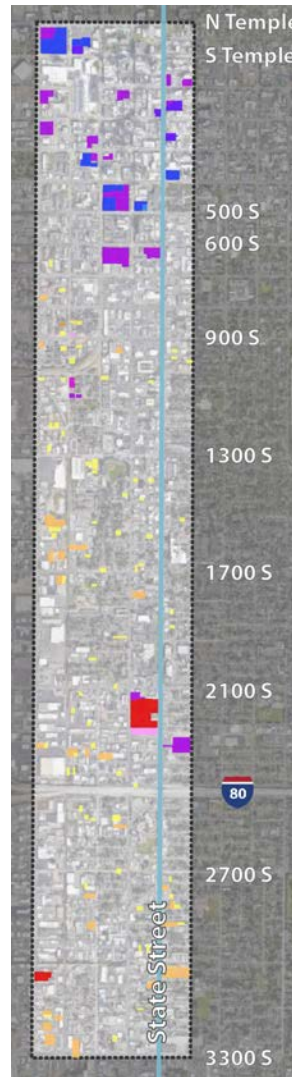 N Temple
S Temple
500 S
600 S
900 S
1300 S
1700 S
2100 S
80
2700 S
State Street
3300 S